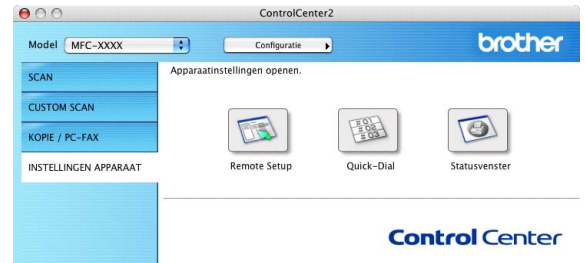 ControlCenter2
Model MFC-XXXX Configuratie brother
SCAN
CUSTOM SCAN
KOPIE / PC-FAX
INSTELLINGEN APPARAAT
Apparaatinstellingen openen.
Remote Setup Quick-Dial Statusvenster
Control Center